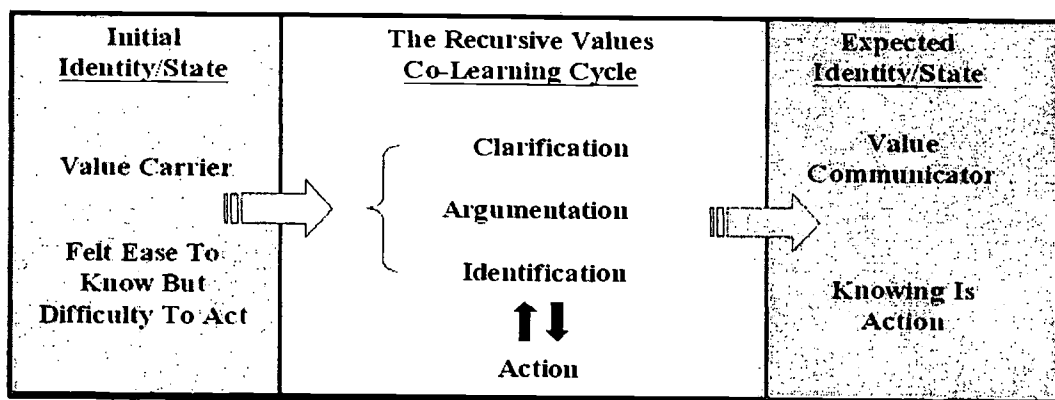 Initial
Identity/State
Value Carrier
Felt Ease To
Know But
Difficulty To Act
The Recursive Values
Co-Learning Cycle
Clarification
Argumentation
Identification
Action
Expected
Identity/State
Value
Communicator
Knowing Is
Action